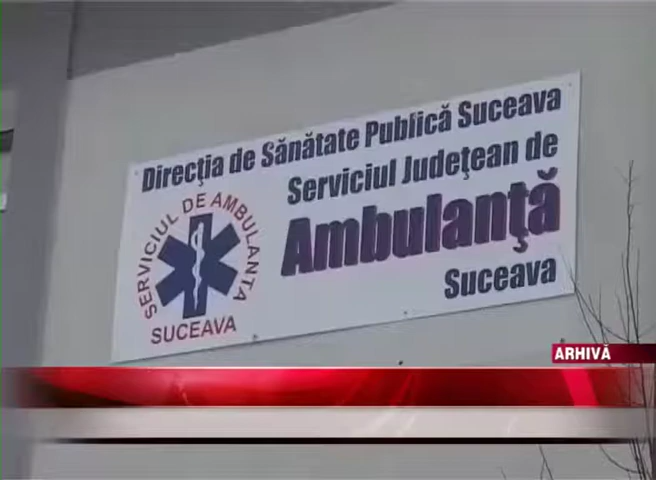 Direcţia de Sănătate Publică Suceava
Serviciul Judeţean de
Ambulanţă
Suceava
SERVICIUL DE AMBULANTA
SUCEAVA
ARHIVĂ